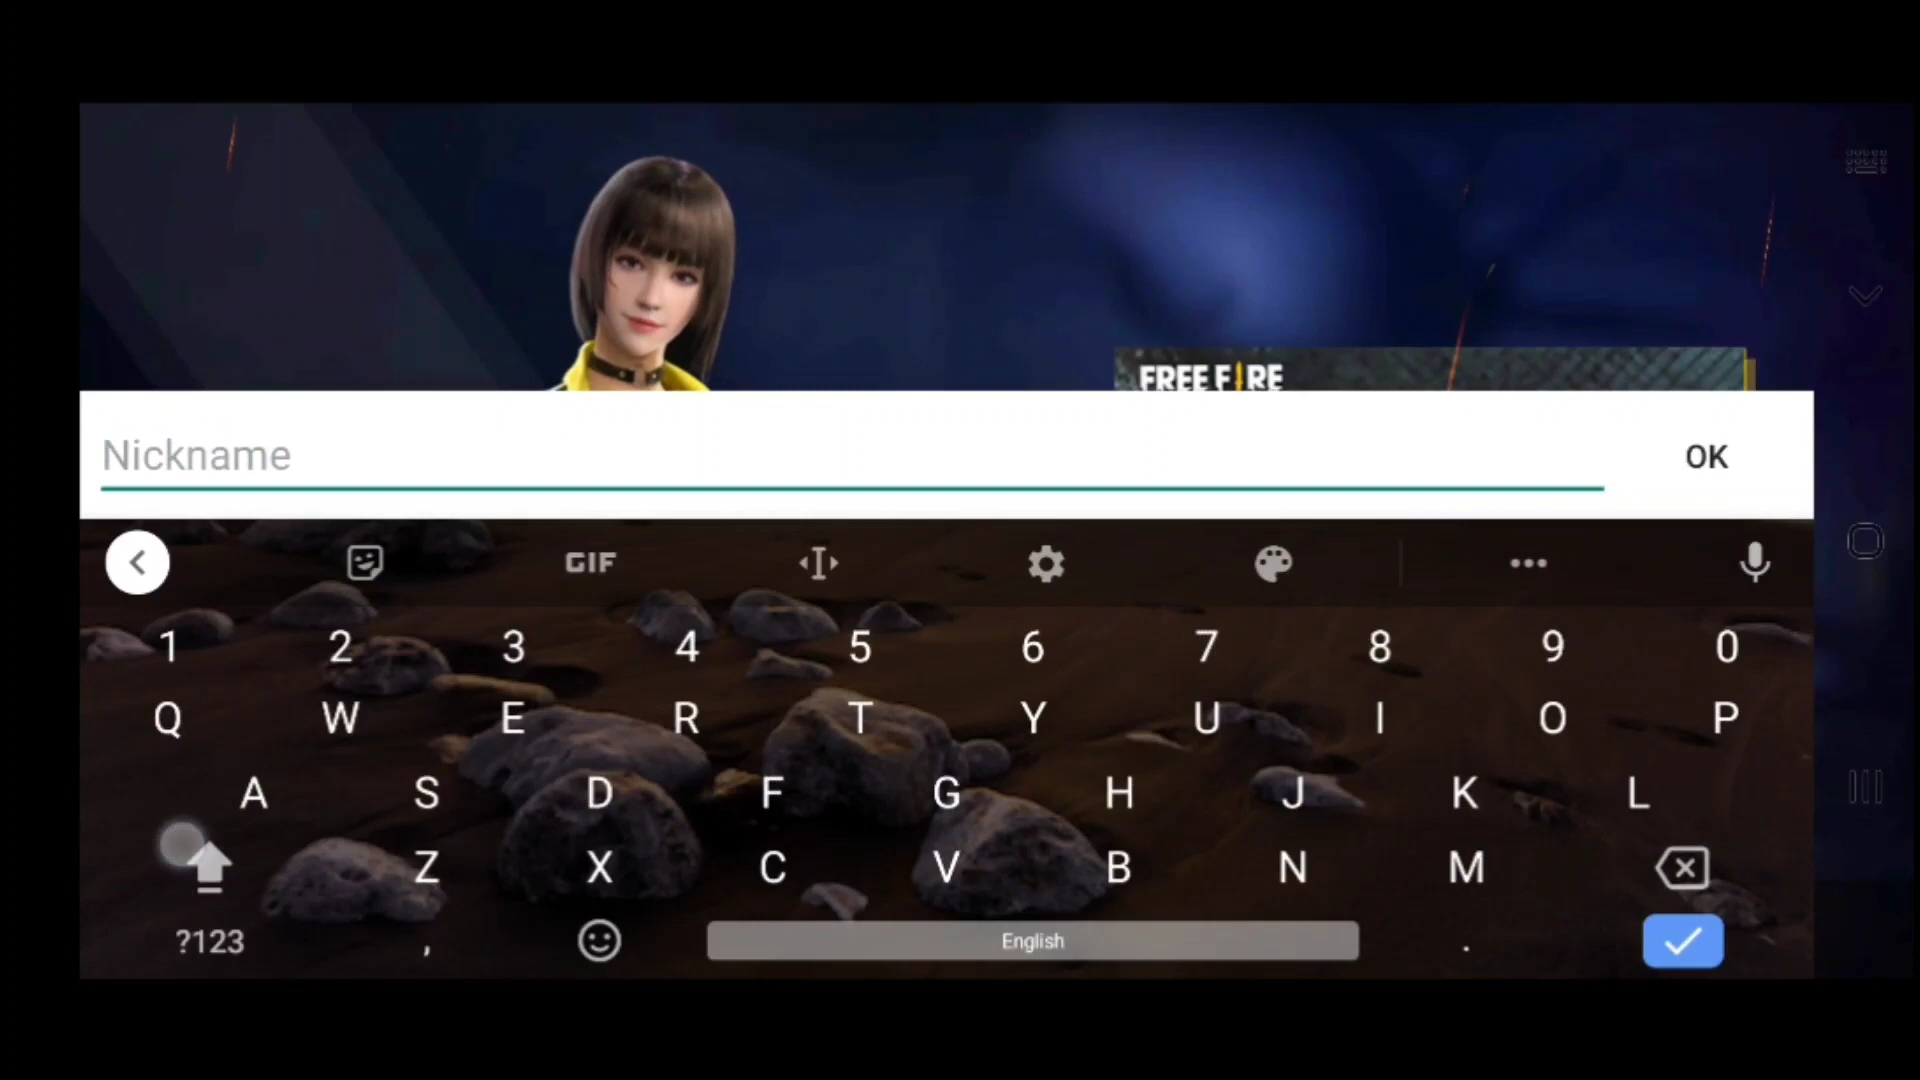 FREE FIRE
Nickname
OK
GIF
1 2 3 4 5 6 7 8 9 0
Q W E R T Y U I O P
A S D F G H J K L
Z X C V B N M
?123 , English .